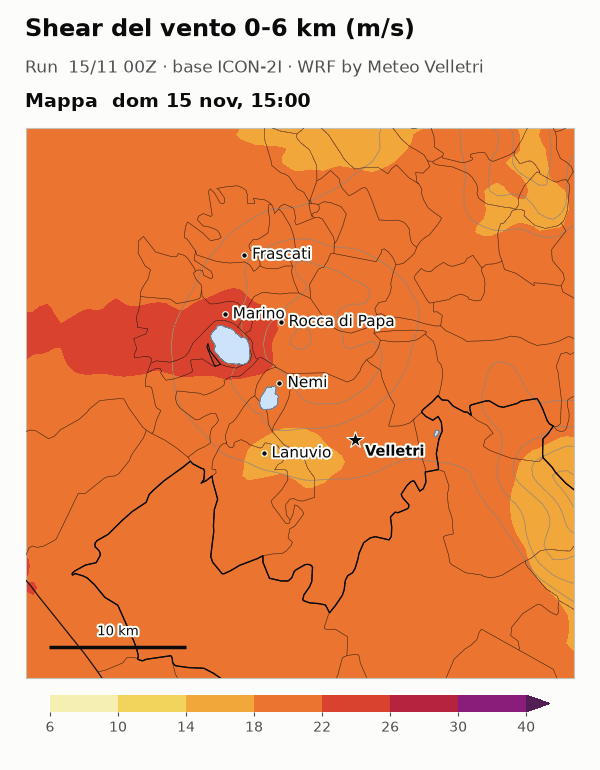 Shear del vento 0-6 km (m/s)
Run  15/11 00Z · base ICON-2I · WRF by Meteo Velletri
Mappa  dom 15 nov, 15:00
Frascati
Marino
Rocca di Papa
Nemi
Velletri
Lanuvio
10 km
6 10 14 18 22 26 30 40